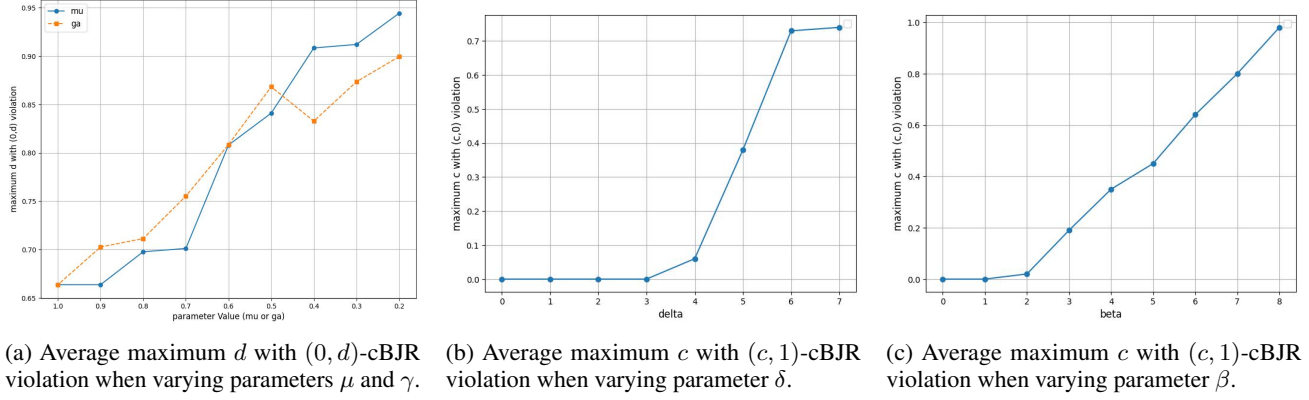 mu
ga
0.95
0.90
0.85
0.80
0.75
0.70
0.65
maximum d with (0,d) violation
1.0 0.9 0.8 0.7 0.6 0.5 0.4 0.3 0.2
parameter Value (mu or ga)
0.7
0.6
0.5
0.4
0.3
0.2
0.1
0.0
maximum c with (c,0) violation
0 1 2 3 4 5 6 7
delta
1.0
0.8
0.6
0.4
0.2
0.0
maximum c with (c,0) violation
0 1 2 3 4 5 6 7 8
beta
(a) Average maximum d with (0, d)-cBJR
violation when varying parameters μ and γ.
(b) Average maximum c with (c, 1)-cBJR
violation when varying parameter δ.
(c) Average maximum c with (c, 1)-cBJR
violation when varying parameter β.